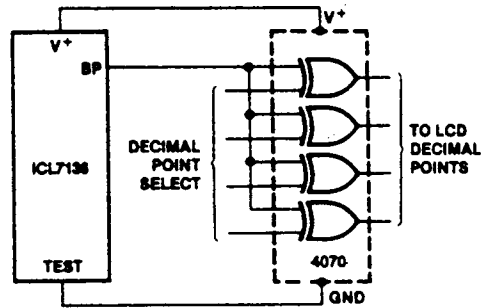 V+
V+
BP
DECIMAL
POINT
SELECT
TO LCD
DECIMAL
POINTS
ICL7136
TEST
4070
GND